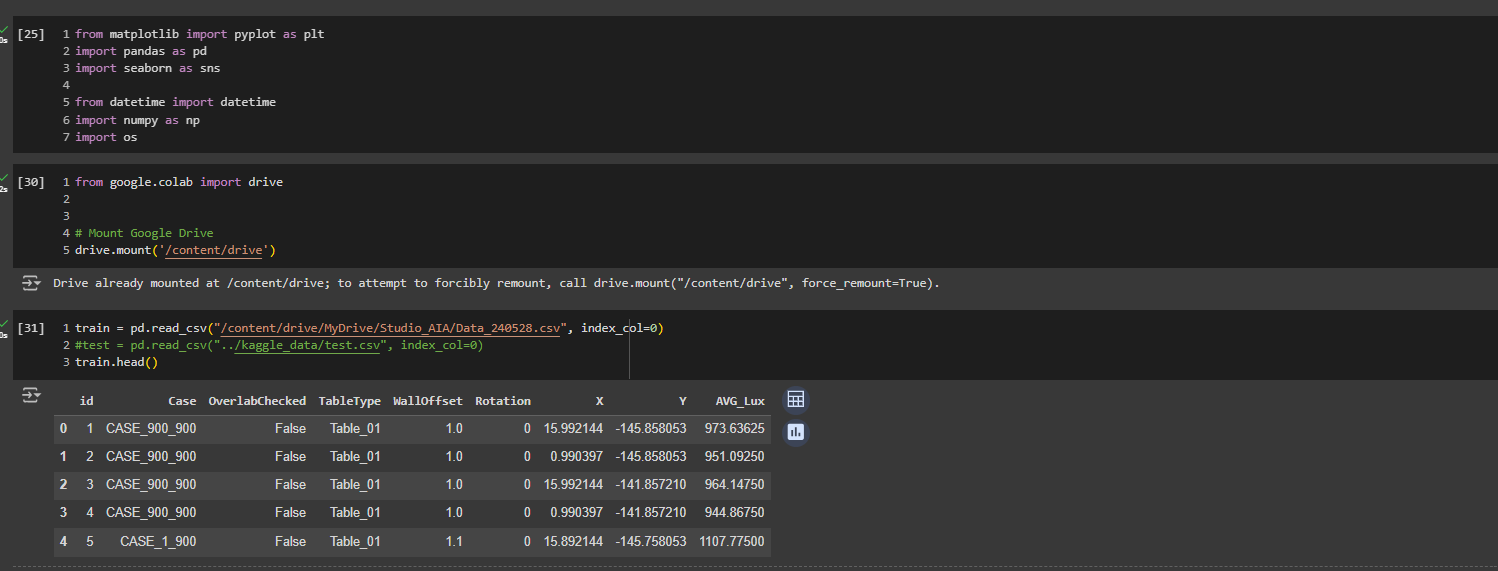 [25] 1 from matplotlib import pyplot as plt
2 import pandas as pd
3 import seaborn as sns
4
5 from datetime import datetime
6 import numpy as np
7 import os
[30] 1 from google.colab import drive
2
3
4 # Mount Google Drive
5 drive.mount('/content/drive')
Drive already mounted at /content/drive; to attempt to forcibly remount, call drive.mount("/content/drive", force_remount=True).
[31] 1 train = pd.read_csv("/content/drive/MyDrive/Studio_AIA/Data_240528.csv", index_col=0)
2 #test = pd.read_csv("../kaggle_data/test.csv", index_col=0)
3 train.head()
id Case OverlabChecked TableType WallOffset Rotation X Y AVG_Lux
0 1 CASE_900_900 False Table_01 1.0 0 15.992144 -145.858053 973.63625
1 2 CASE_900_900 False Table_01 1.0 0 0.990397 -145.858053 951.09250
2 3 CASE_900_900 False Table_01 1.0 0 15.992144 -141.857210 964.14750
3 4 CASE_900_900 False Table_01 1.0 0 0.990397 -141.857210 944.86750
4 5 CASE_1_900 False Table_01 1.1 0 15.892144 -145.758053 1107.77500